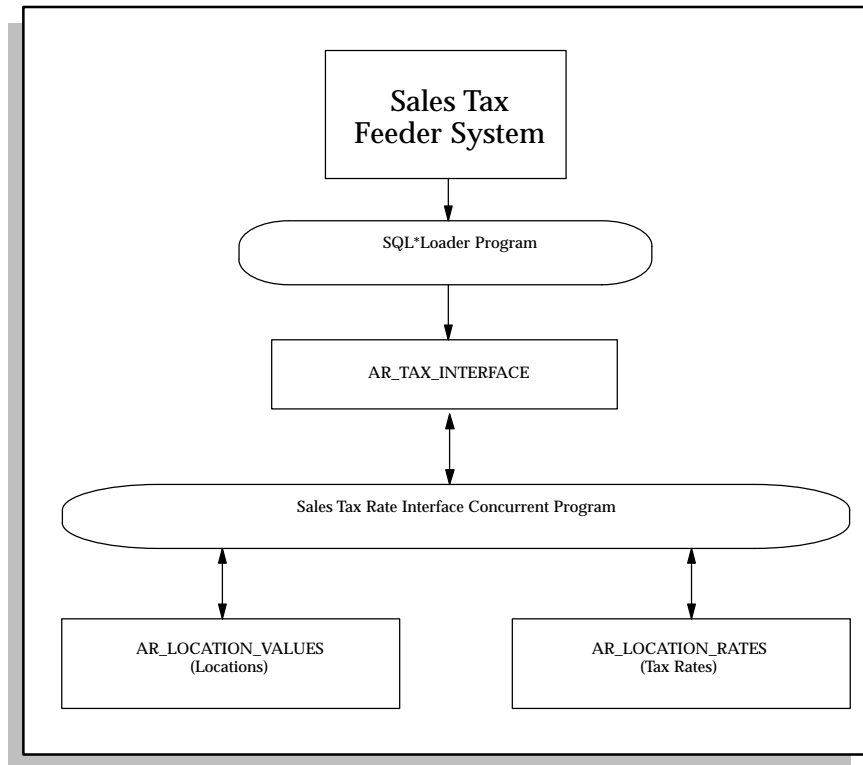 Sales Tax
Feeder System
SQL*Loader Program
AR_TAX_INTERFACE
Sales Tax Rate Interface Concurrent Program
AR_LOCATION_VALUES
(Locations)
AR_LOCATION_RATES
(Tax Rates)